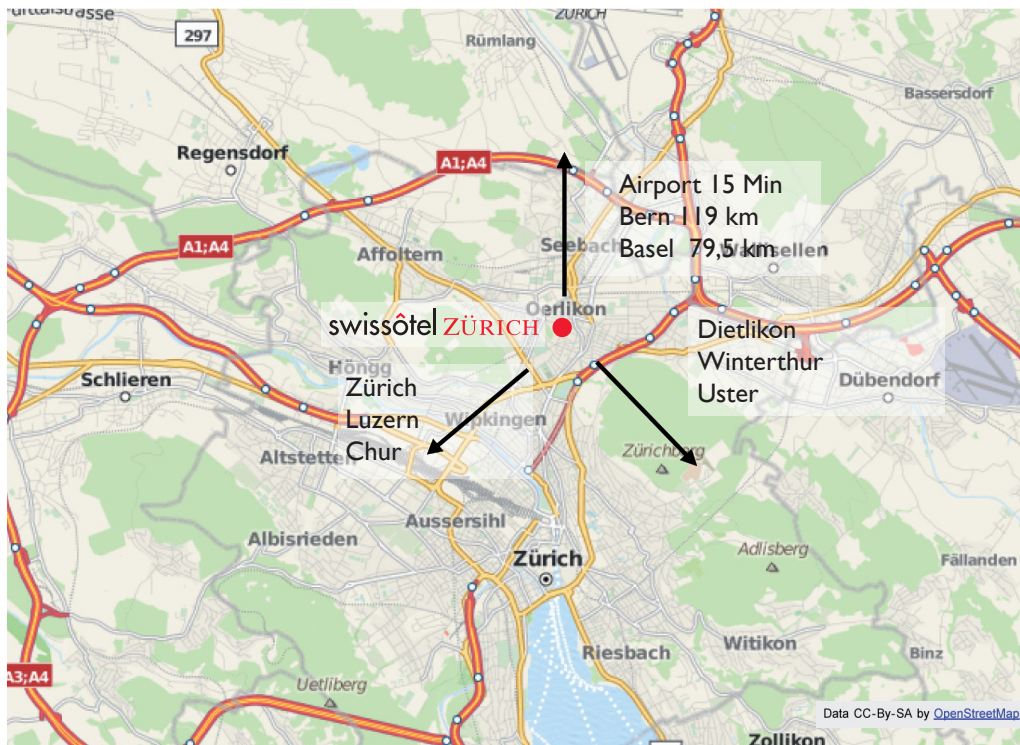 ZÜRICH
297
Rümlang
Bassersdorf
Regensdorf
A1;A4
Airport 15 Min
Bern 119 km
Basel 79,5 km
A1;A4
Affoltern
Seebach
Wallisellen
Oerlikon
swissôtel ZÜRICH
Dietlikon
Winterthur
Uster
Höngg
Schlieren
Dübendorf
Zürich
Luzern
Chur
Wipkingen
Altstetten
Zürichberg
Aussersihl
Albisrieden
Zürich
Adlisberg
Fällanden
Witikon
Riesbach
Binz
A3;A4
Uetliberg
Data CC-By-SA by OpenStreetMap
Zollikon